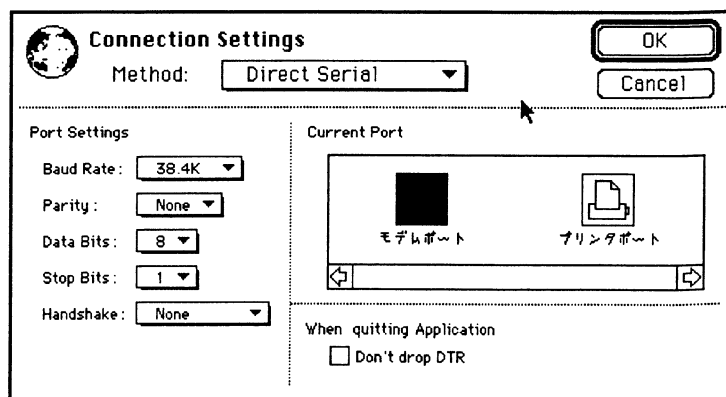 Connection Settings
OK
Method: Direct Serial
Cancel
Port Settings
Current Port
Baud Rate: 38.4K
Parity: None
Data Bits: 8
Stop Bits: 1
Handshake: None
モデムポート
プリンタポート
When quitting Application
Don't drop DTR